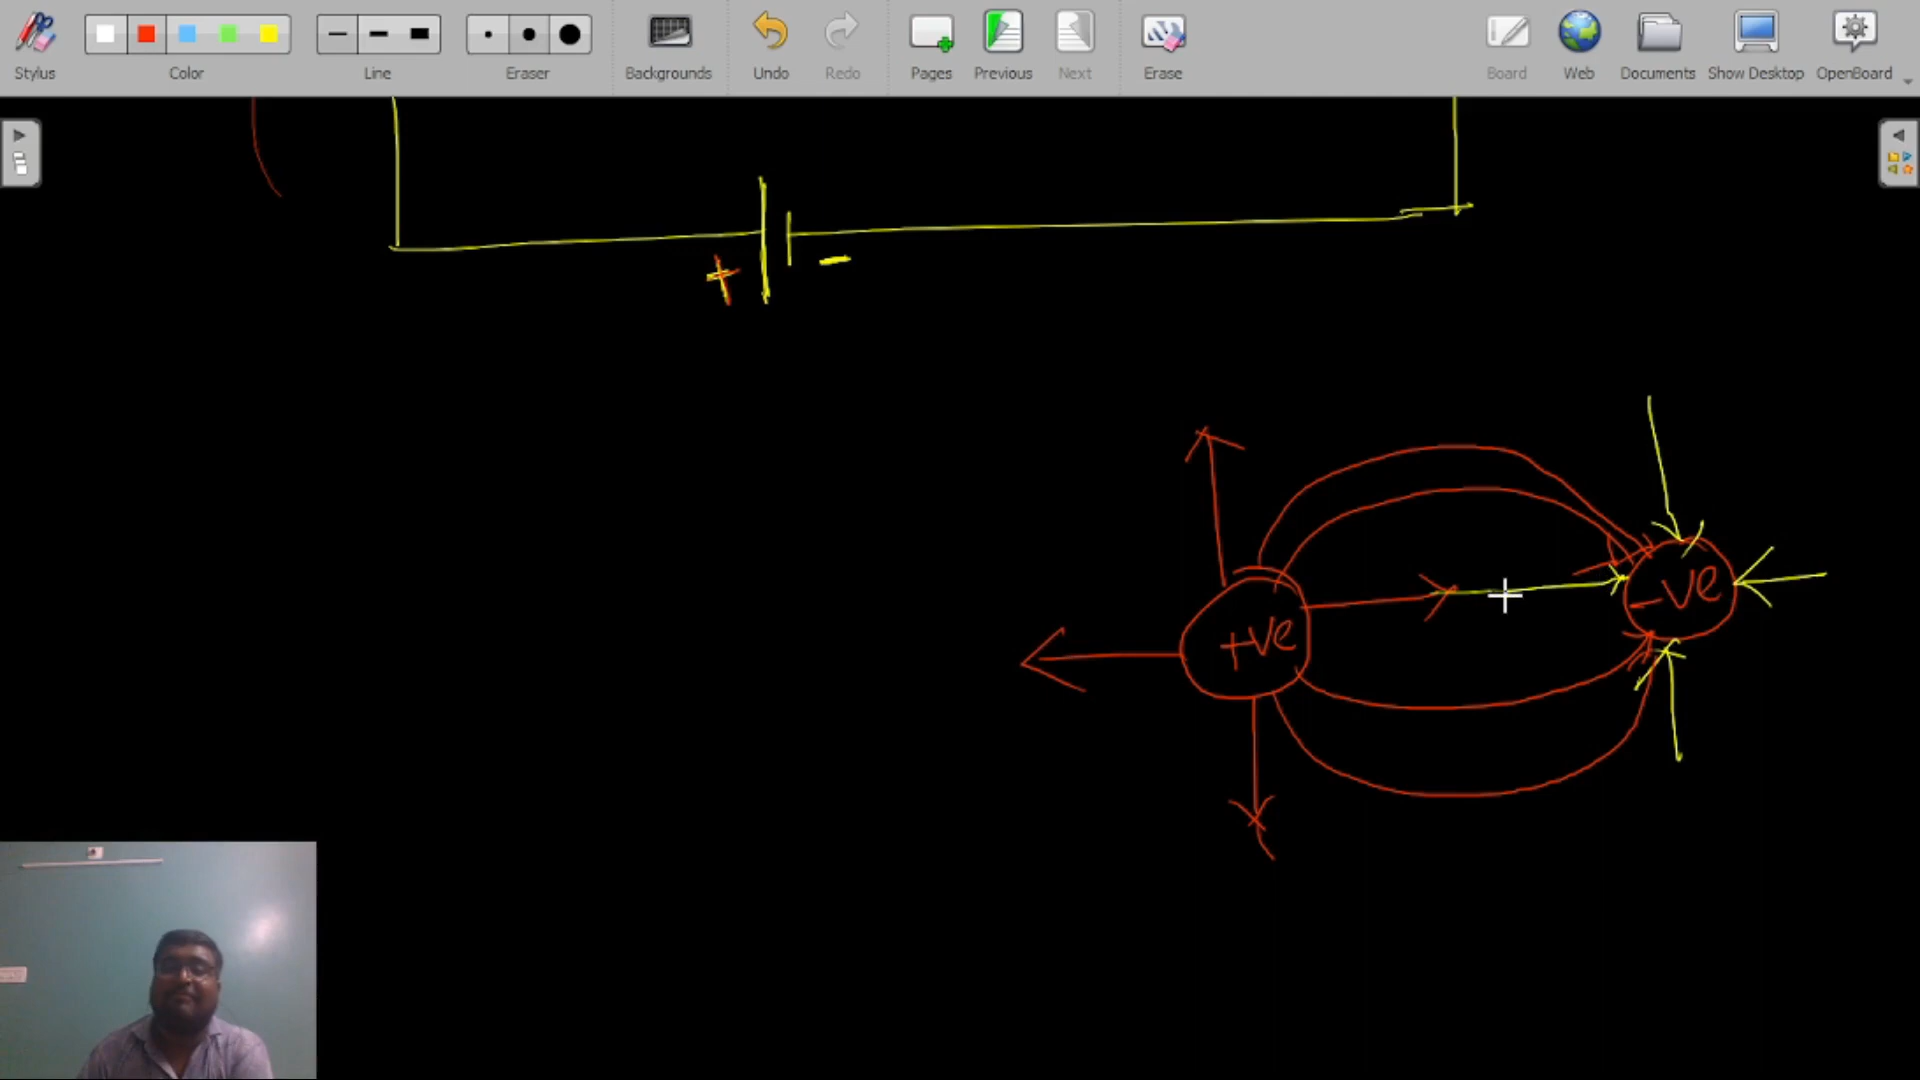 Stylus Color Line Eraser Backgrounds Undo Redo Pages Previous Next Erase Board Web Documents Show Desktop OpenBoard
+ -
+ve
-ve